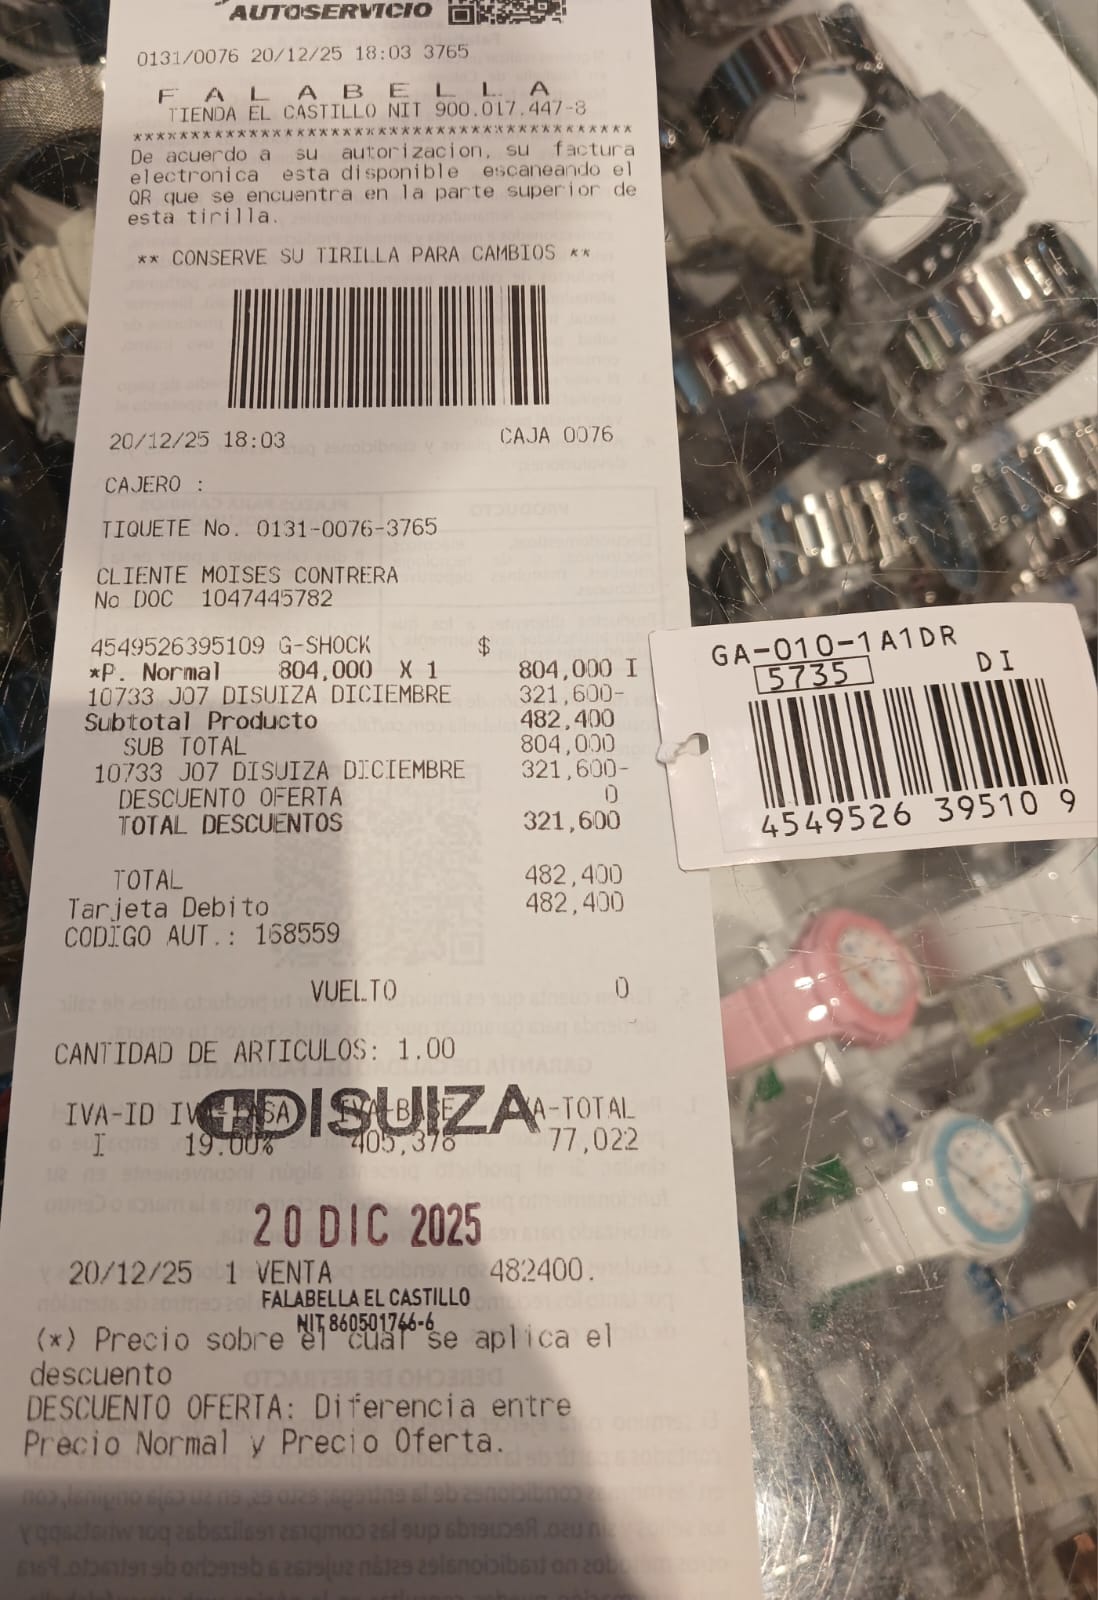 AUTOSERVICIO
0131/0076 20/12/25 18:03 3765
F A L A B E L L A
TIENDA EL CASTILLO NIT 900.017.447-8
******************************************
De acuerdo a su autorizacion, su factura
electronica esta disponible escaneando el
QR que se encuentra en la parte superior de
esta tirilla.
** CONSERVE SU TIRILLA PARA CAMBIOS **
20/12/25 18:03 CAJA 0076
CAJERO :
TIQUETE No. 0131-0076-3765
CLIENTE MOISES CONTRERA
No DOC 1047445782
4549526395109 G-SHOCK $
*P. Normal 804,000 X 1 804,000 I
10733 J07 DISUIZA DICIEMBRE 321,600-
Subtotal Producto 482,400
SUB TOTAL 804,000
10733 J07 DISUIZA DICIEMBRE 321,600-
DESCUENTO OFERTA 0
TOTAL DESCUENTOS 321,600
TOTAL 482,400
Tarjeta Debito 482,400
CODIGO AUT.: 168559
VUELTO 0
CANTIDAD DE ARTICULOS: 1.00
IVA-ID IVA-TASA IVA-BASE IVA-TOTAL
DISUIZA
I 19.00% 405,378 77,022
20 DIC 2025
20/12/25 1 VENTA 482400.
FALABELLA EL CASTILLO
NIT 860501766-6
(*) Precio sobre el cual se aplica el
descuento
DESCUENTO OFERTA: Diferencia entre
Precio Normal y Precio Oferta.
GA-010-1A1DR
5735 DI
4549526 39510 9